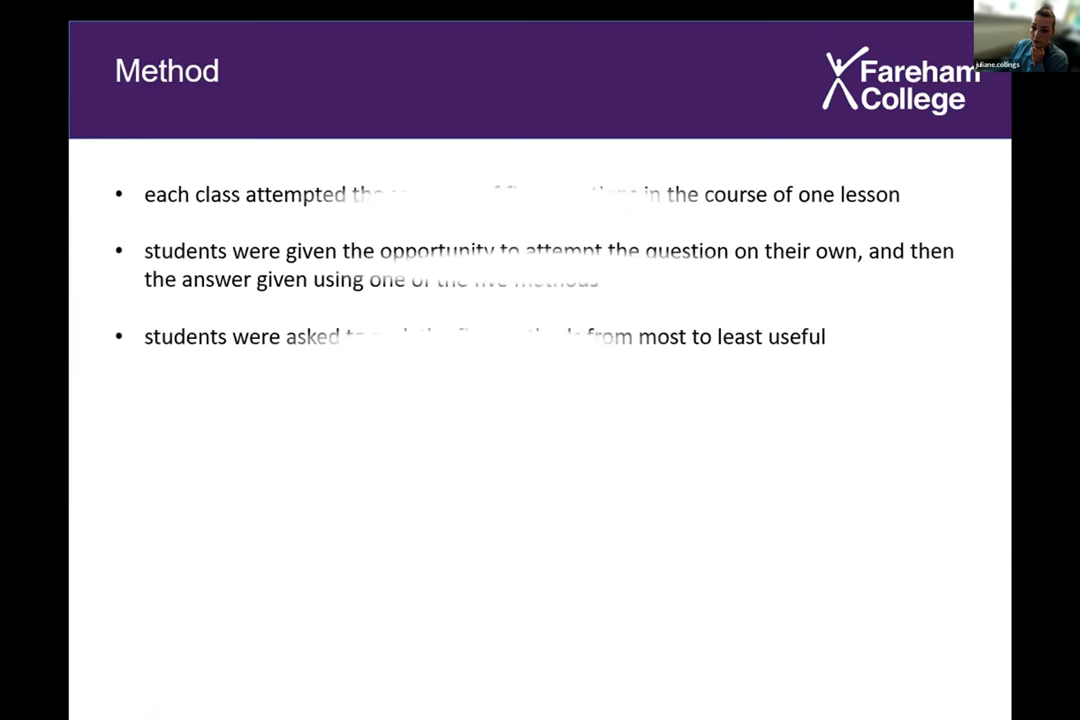 Method
Fareham
College
juliane.collings
• each class attempted the in the course of one lesson
• students were given the opportunity to attempt the question on their own, and then
the answer given using one of the five methods
• students were asked to from most to least useful